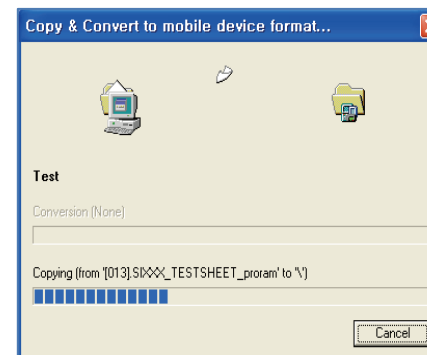 Copy & Convert to mobile device format...
Test
Conversion (None)
Copying (from '[013].SIXXX_TESTSHEET_proram' to '\')
Cancel